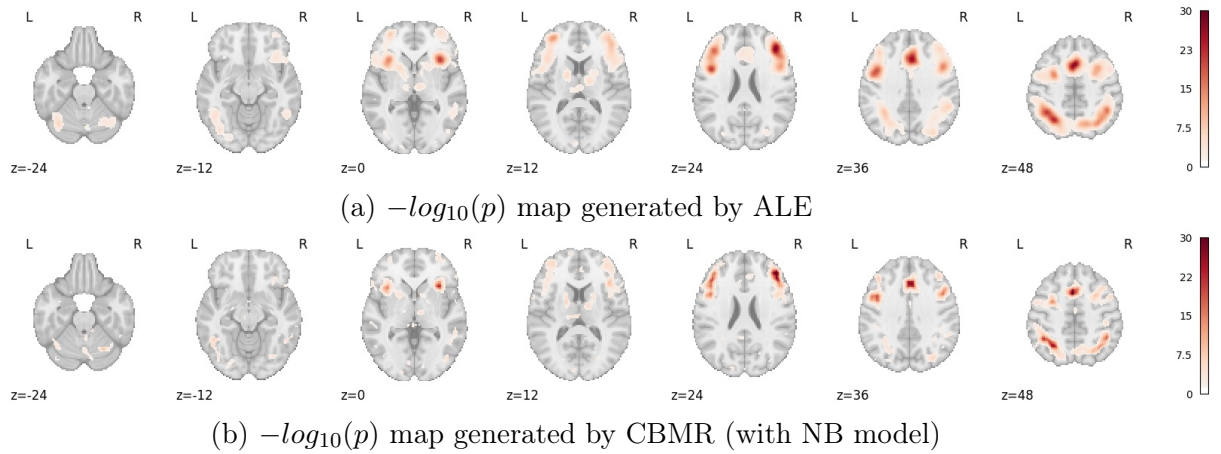 L R L R L R L R L R L R L R
30
23
15
7.5
0
z=-24 z=-12 z=0 z=12 z=24 z=36 z=48
(a) −log10(p) map generated by ALE
L R L R L R L R L R L R L R
30
22
15
7.5
0
z=-24 z=-12 z=0 z=12 z=24 z=36 z=48
(b) −log10(p) map generated by CBMR (with NB model)